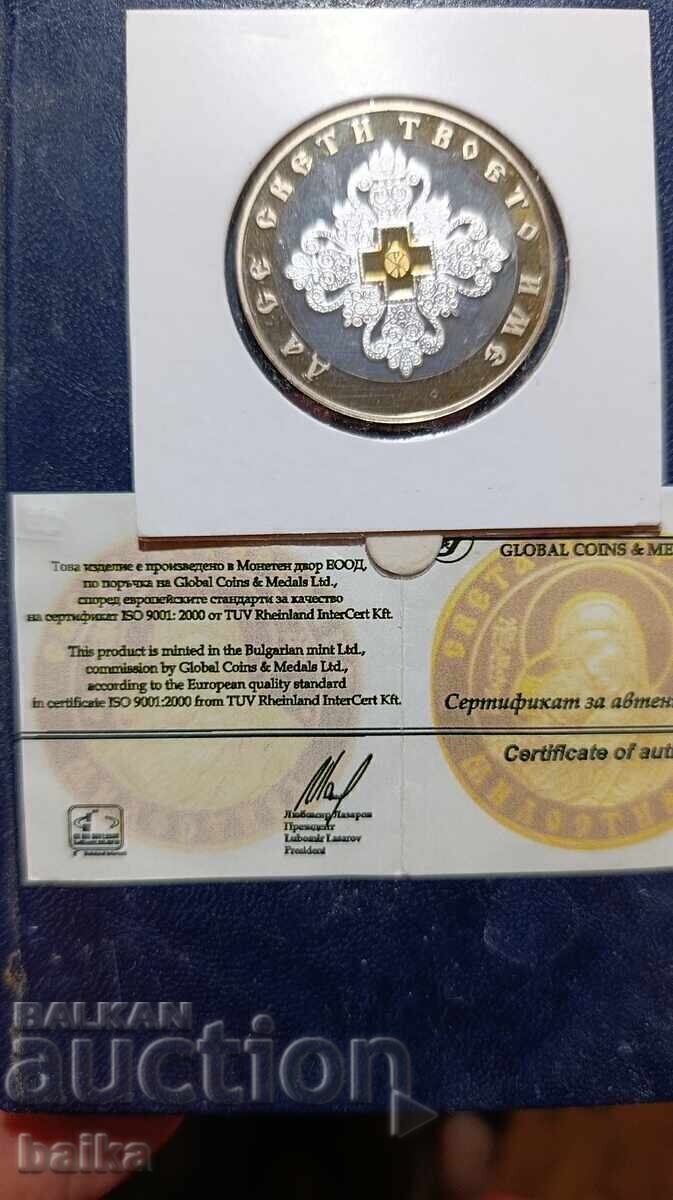 ДА СЕ СВЕТИ ТВОЕТО ИМЕ
Това изделие е произведено в Монетен двор ЕООД,
по поръчка на Global Coins & Medals Ltd.,
според европейските стандарти за качество
на сертификат ISO 9001: 2000 от TUV Rheinland InterCert Kft.
This product is minted in the Bulgarian mint Ltd.,
commission by Global Coins & Medals Ltd.,
according to the European quality standard
in certificate ISO 9001:2000 from TUV Rheinland InterCert Kft.
Любомир Лазаров
Президент
Lubomir Lazarov
President
GLOBAL COINS & ME
СВЕТА
Сертификат за автен
Certificate of aut
BALKAN
auction
baika